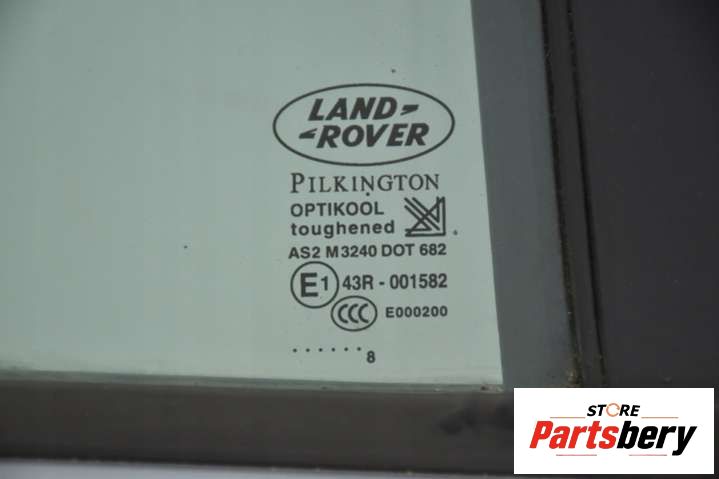 LAND
ROVER
PILKINGTON
OPTIKOOL
toughened
AS2 M3240 DOT 682
E1 43R - 001582
CCC E000200
...... 8
STORE
Partsbery